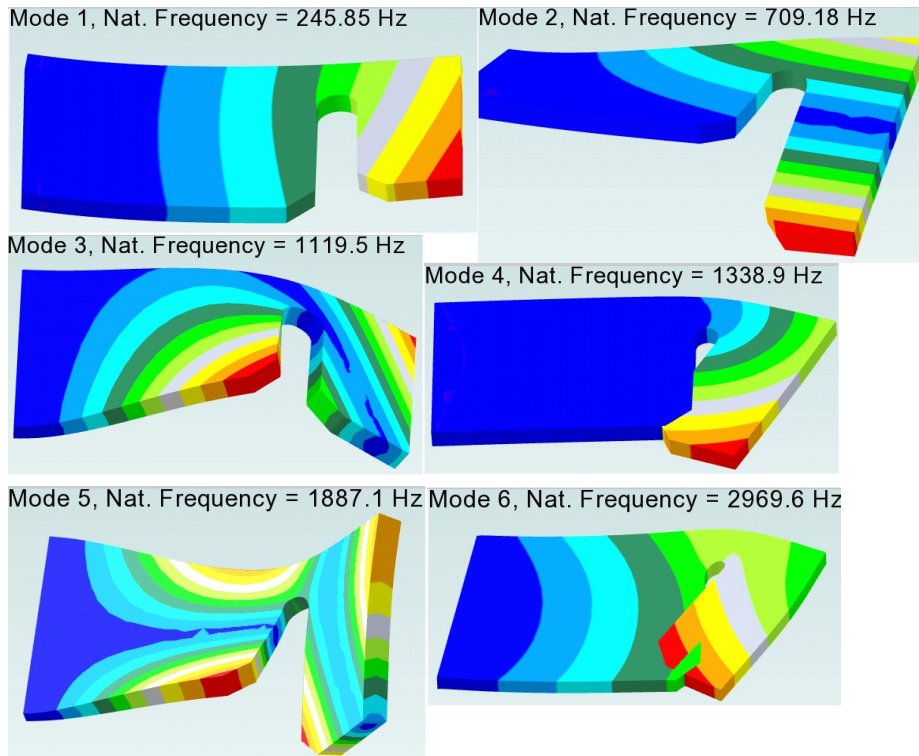 Mode 1, Nat. Frequency = 245.85 Hz
Mode 2, Nat. Frequency = 709.18 Hz
Mode 3, Nat. Frequency = 1119.5 Hz
Mode 4, Nat. Frequency = 1338.9 Hz
Mode 5, Nat. Frequency = 1887.1 Hz
Mode 6, Nat. Frequency = 2969.6 Hz